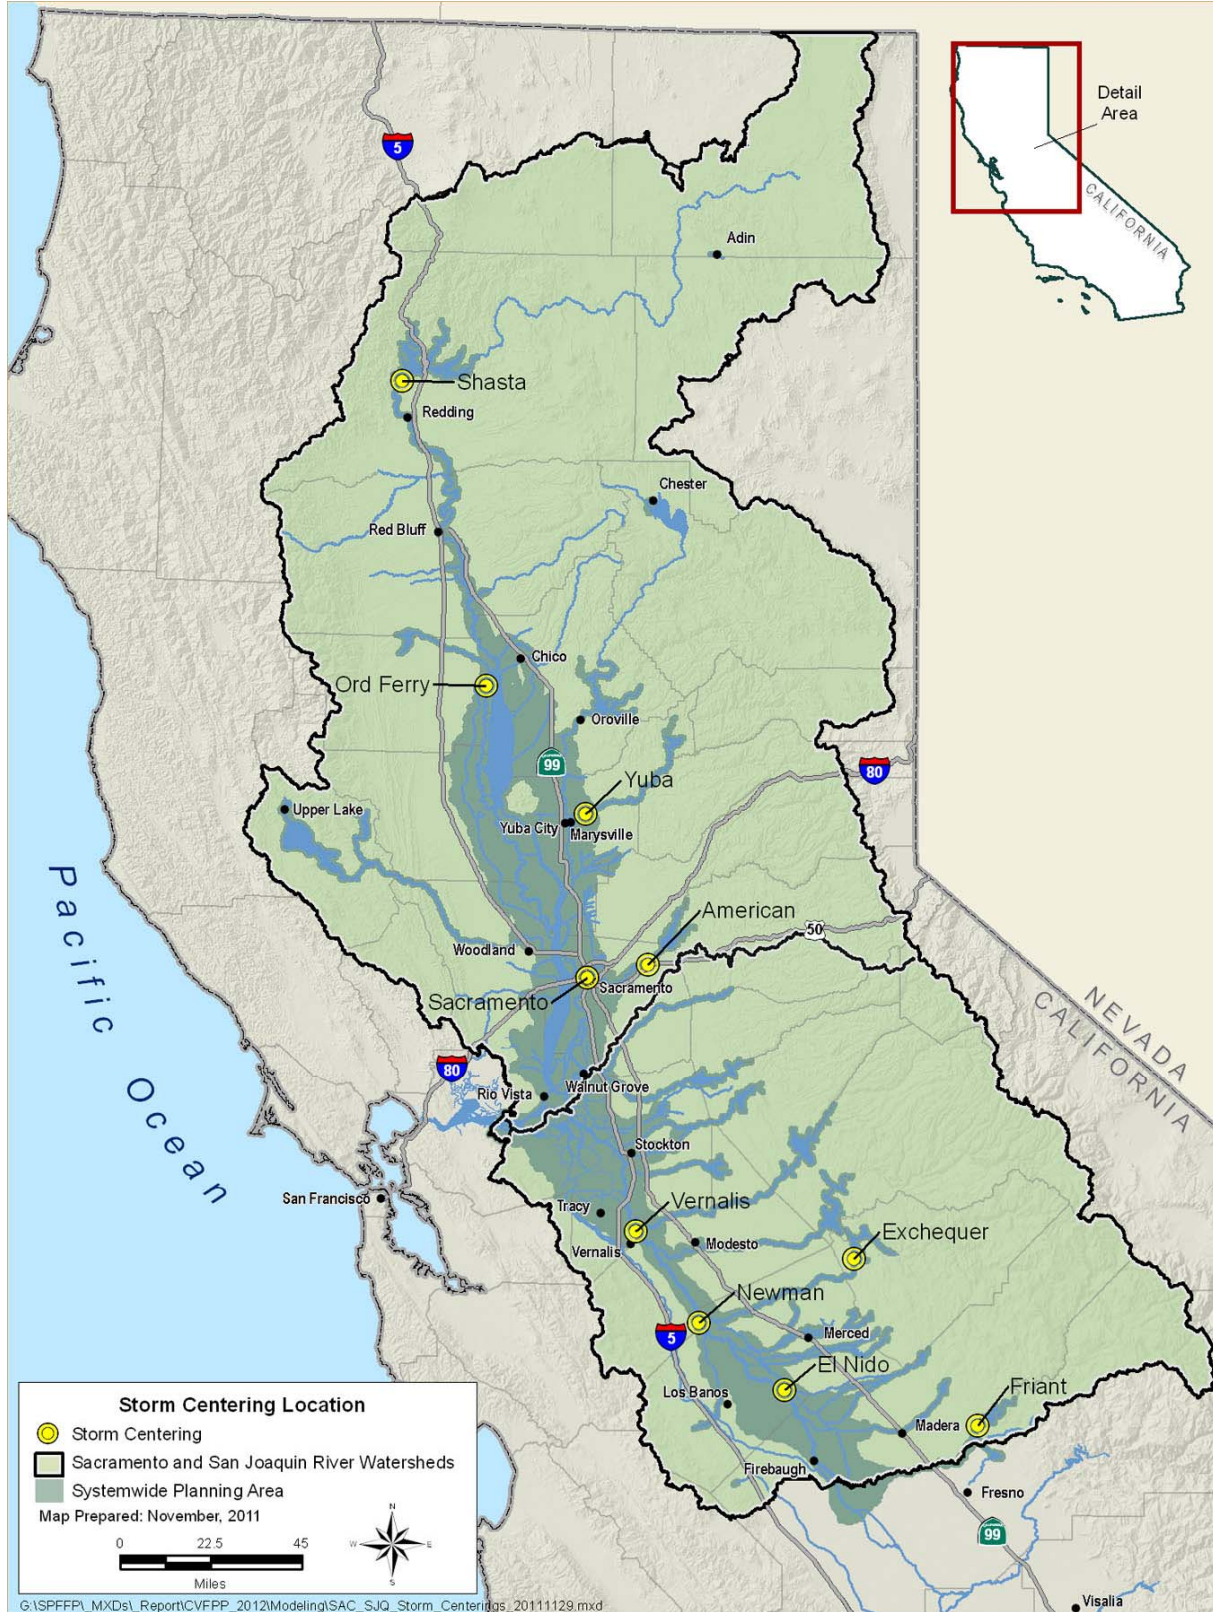 5
Detail
Area
CALIFORNIA
Adin
Shasta
Redding
Chester
Red Bluff
Chico
Ord Ferry
Oroville
99
80
Yuba
Upper Lake
Yuba City
Marysville
American
50
Woodland
Sacramento
Sacramento
NEVADA
CALIFORNIA
Pacific Ocean
80
Walnut Grove
Rio Vista
Stockton
San Francisco
Tracy
Vernalis
Vernalis
Modesto
Exchequer
Newman
5
Merced
El Nido
Los Banos
Friant
Madera
Firebaugh
Fresno
99
Visalia
Storm Centering Location
Storm Centering
Sacramento and San Joaquin River Watersheds
Systemwide Planning Area
Map Prepared: November, 2011
N
W
E
S
0 22.5 45
Miles
G:\SPFFP\_MXDs\_Report\CVFPP_2012\Modeling\SAC_SJQ_Storm_Centerings_20111129.mxd